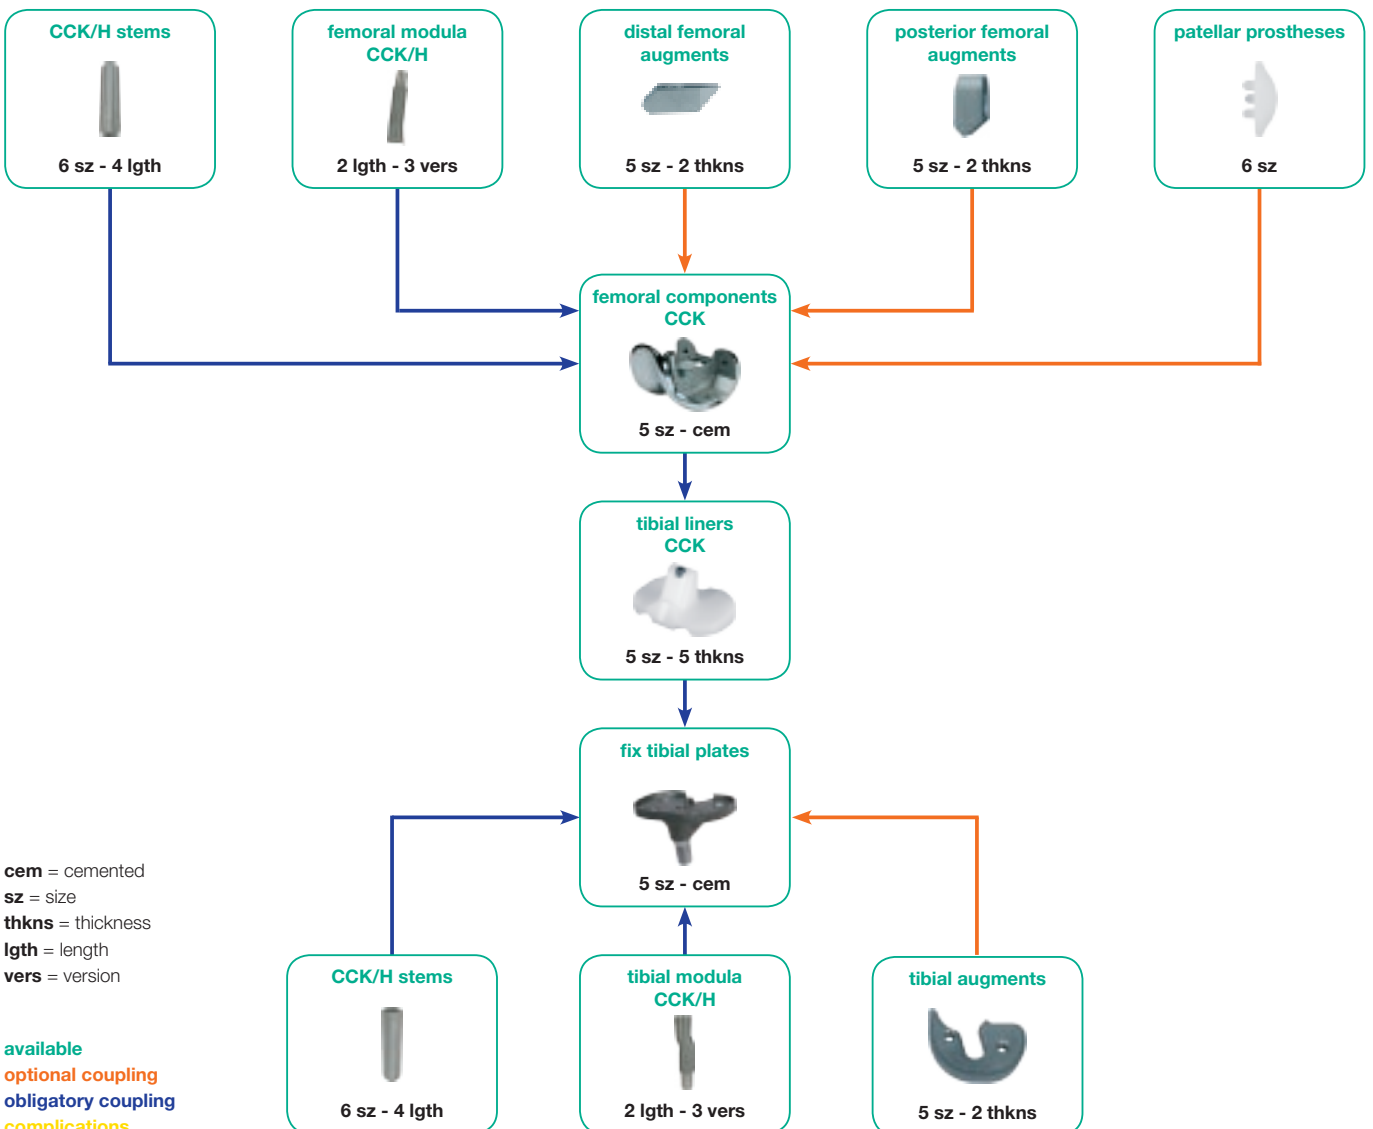 CCK/H stems
6 sz - 4 lgth
femoral modula
CCK/H
2 lgth - 3 vers
distal femoral
augments
5 sz - 2 thkns
posterior femoral
augments
5 sz - 2 thkns
patellar prostheses
6 sz
femoral components
CCK
5 sz - cem
tibial liners
CCK
5 sz - 5 thkns
fix tibial plates
5 sz - cem
cem = cemented
sz = size
thkns = thickness
lgth = length
vers = version
available
optional coupling
obligatory coupling
complications
CCK/H stems
6 sz - 4 lgth
tibial modula
CCK/H
2 lgth - 3 vers
tibial augments
5 sz - 2 thkns